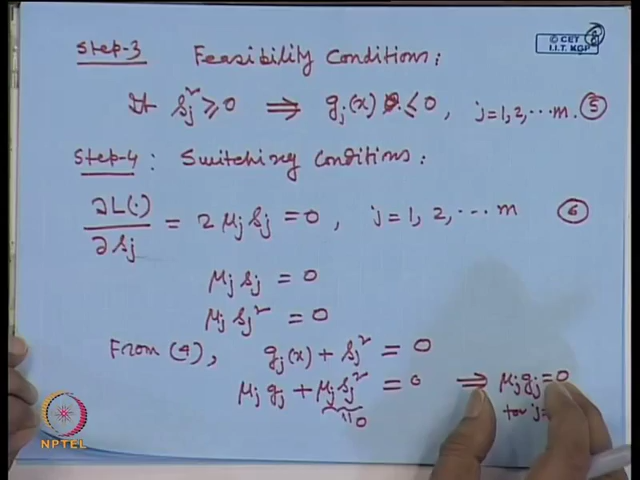 © CET
I.I.T. KGP
Step-3 Feasibility Conditions:
If sj² ≥ 0 ⇒ gj(x) ≤ 0, j=1,2,...m. (5)
Step-4: Switching Conditions:
∂L(·)/∂sj = 2 μj sj = 0, j=1, 2,...m (6)
μj sj = 0
μj sj² = 0
From (4), gj(x) + sj² = 0
μj gj + μj sj² = 0 ⇒ μj gj = 0
0 for j=
NPTEL